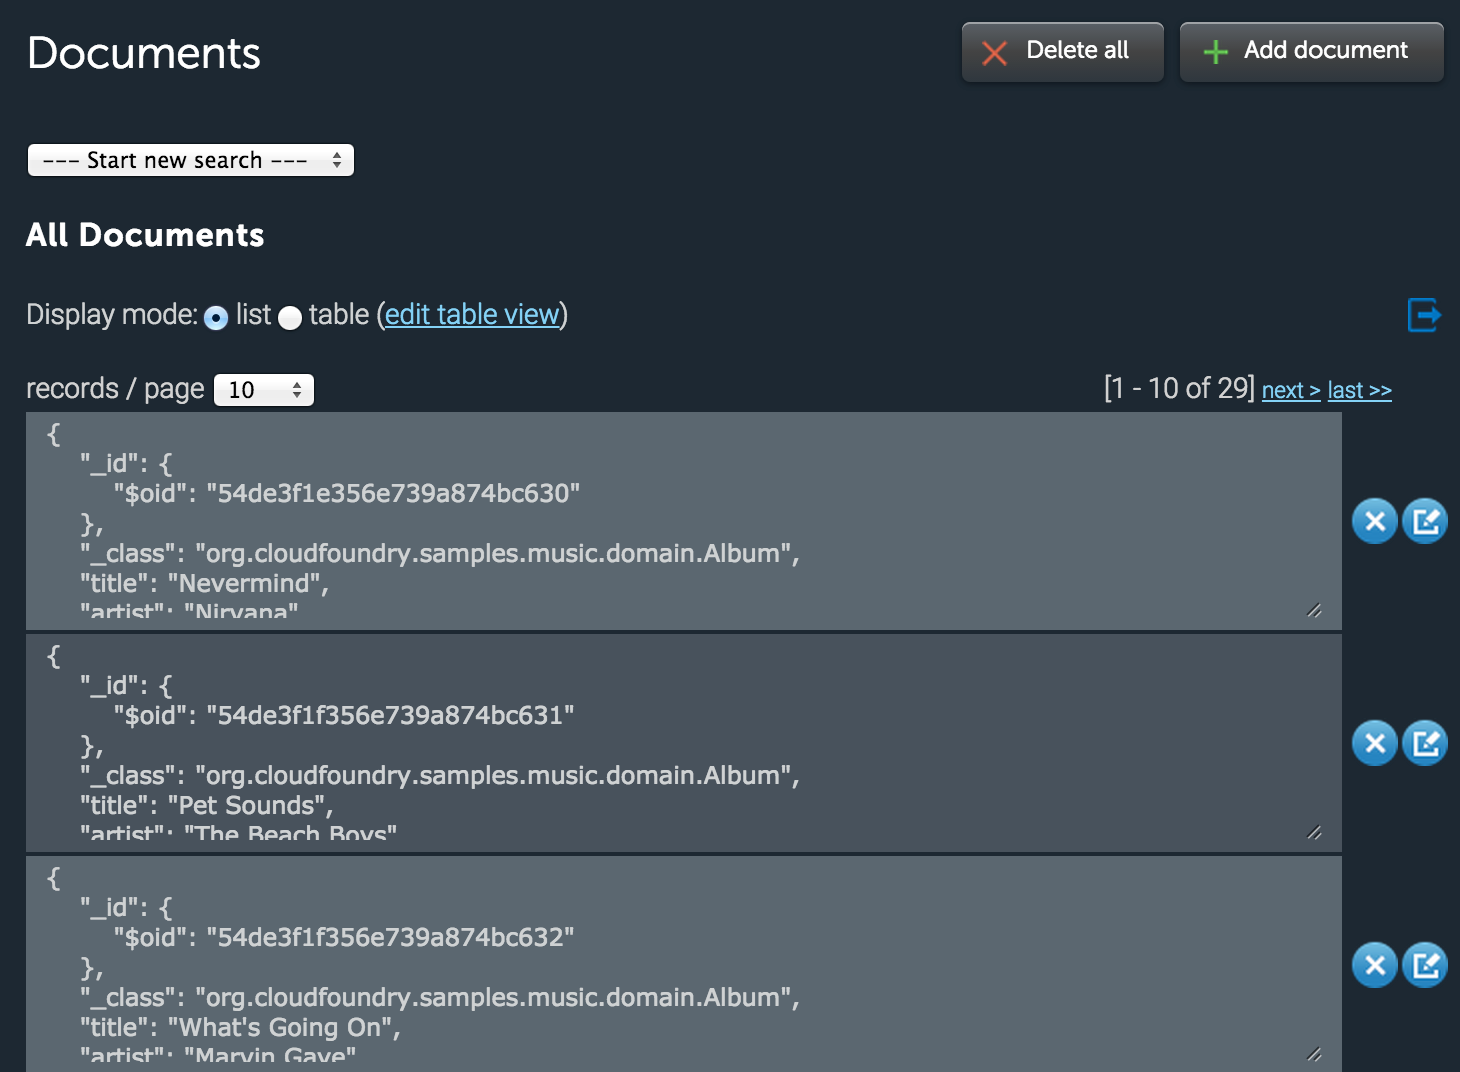 Documents
Delete all
Add document
--- Start new search ---
All Documents
Display mode: list table (edit table view)
records / page 10
[1 - 10 of 29] next > last >>
{
"_id": {
"$oid": "54de3f1e356e739a874bc630"
},
"_class": "org.cloudfoundry.samples.music.domain.Album",
"title": "Nevermind",
"artist": "Nirvana"
{
"_id": {
"$oid": "54de3f1f356e739a874bc631"
},
"_class": "org.cloudfoundry.samples.music.domain.Album",
"title": "Pet Sounds",
"artist": "The Beach Boys"
{
"_id": {
"$oid": "54de3f1f356e739a874bc632"
},
"_class": "org.cloudfoundry.samples.music.domain.Album",
"title": "What's Going On",
"artist": "Marvin Gaye"